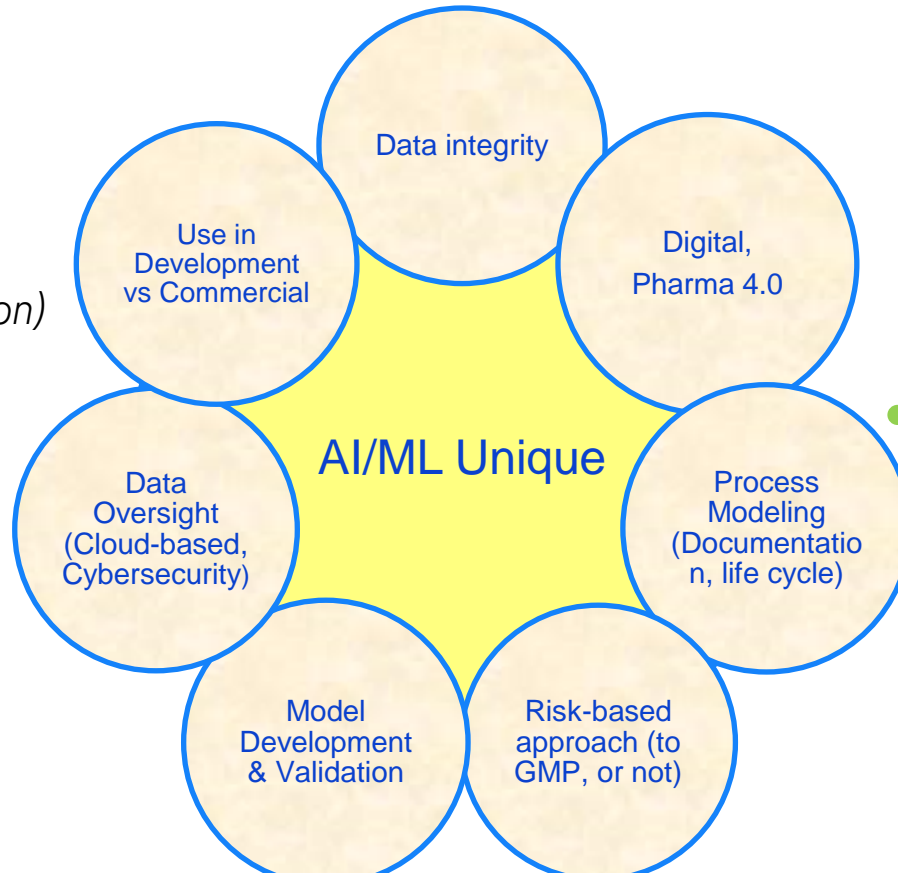 Data integrity
Digital,
Pharma 4.0
Process
Modeling
(Documentatio
n, life cycle)
Risk-based
approach (to
GMP, or not)
Model
Development
& Validation
Data
Oversight
(Cloud-based,
Cybersecurity)
Use in
Development
vs Commercial
on)
AI/ML Unique